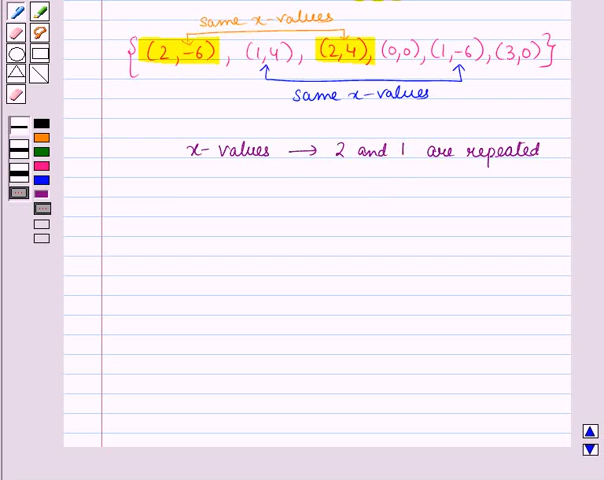 same x-values
{(2,-6), (1,4), (2,4), (0,0), (1,-6), (3,0)}
same x-values
x-values → 2 and 1 are repeated